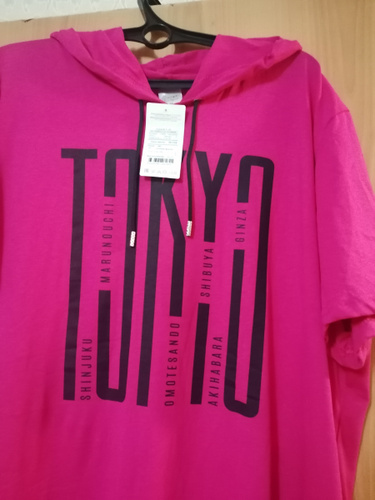 TOKYO
MARUNOUCHI
GINZA
SHIBUYA
SHINJUKU
OMOTESANDO
AKIHABARA